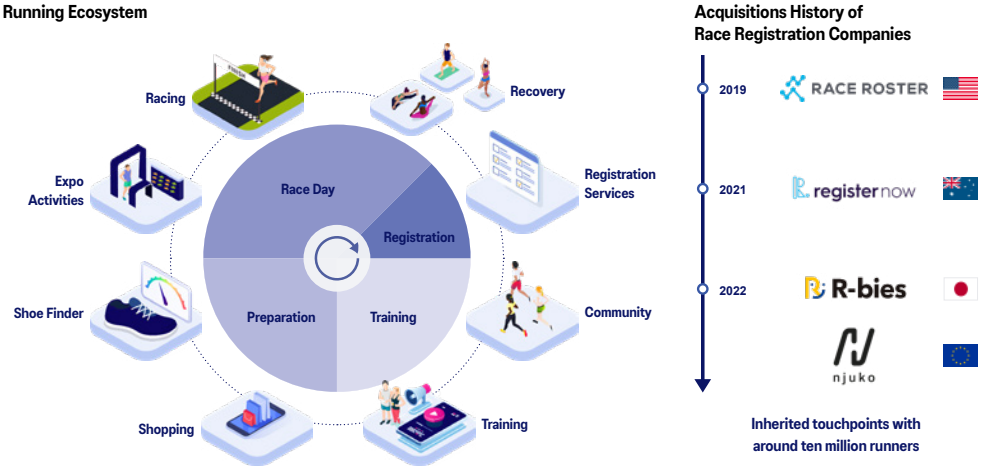 Running Ecosystem
Racing
Recovery
Expo
Activities
Registration
Services
Race Day
Registration
Shoe Finder
Preparation
Training
Community
Shopping
Training
Acquisitions History of
Race Registration Companies
2019
RACE ROSTER
2021
register now
2022
R-bies
njuko
Inherited touchpoints with
around ten million runners